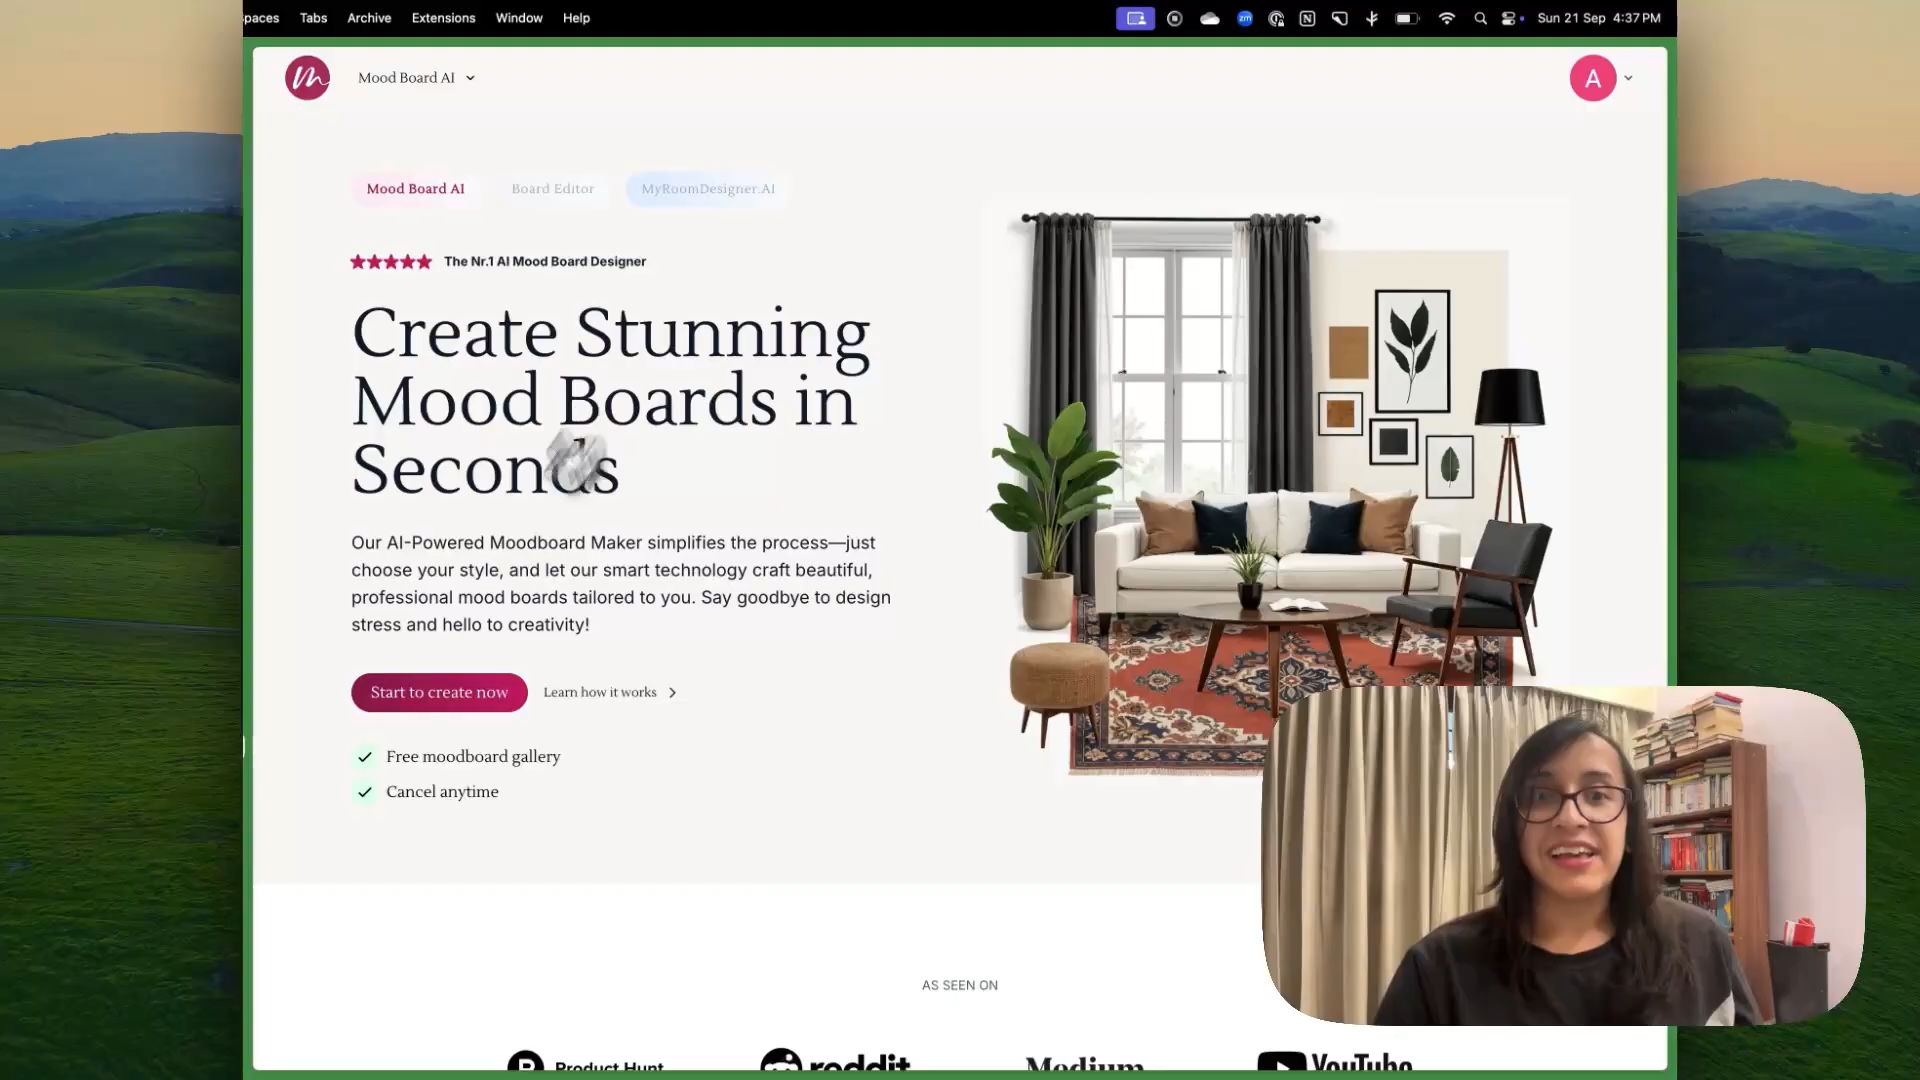 Spaces Tabs Archive Extensions Window Help
zm
N
Sun 21 Sep 4:37 PM
m
Mood Board AI
A
Mood Board AI
Board Editor
MyRoomDesigner.AI
The Nr.1 AI Mood Board Designer
Create Stunning
Mood Boards in
Seconds
Our AI-Powered Moodboard Maker simplifies the process—just
choose your style, and let our smart technology craft beautiful,
professional mood boards tailored to you. Say goodbye to design
stress and hello to creativity!
Start to create now
Learn how it works
Free moodboard gallery
Cancel anytime
AS SEEN ON
Product Hunt
reddit
Medium
YouTube